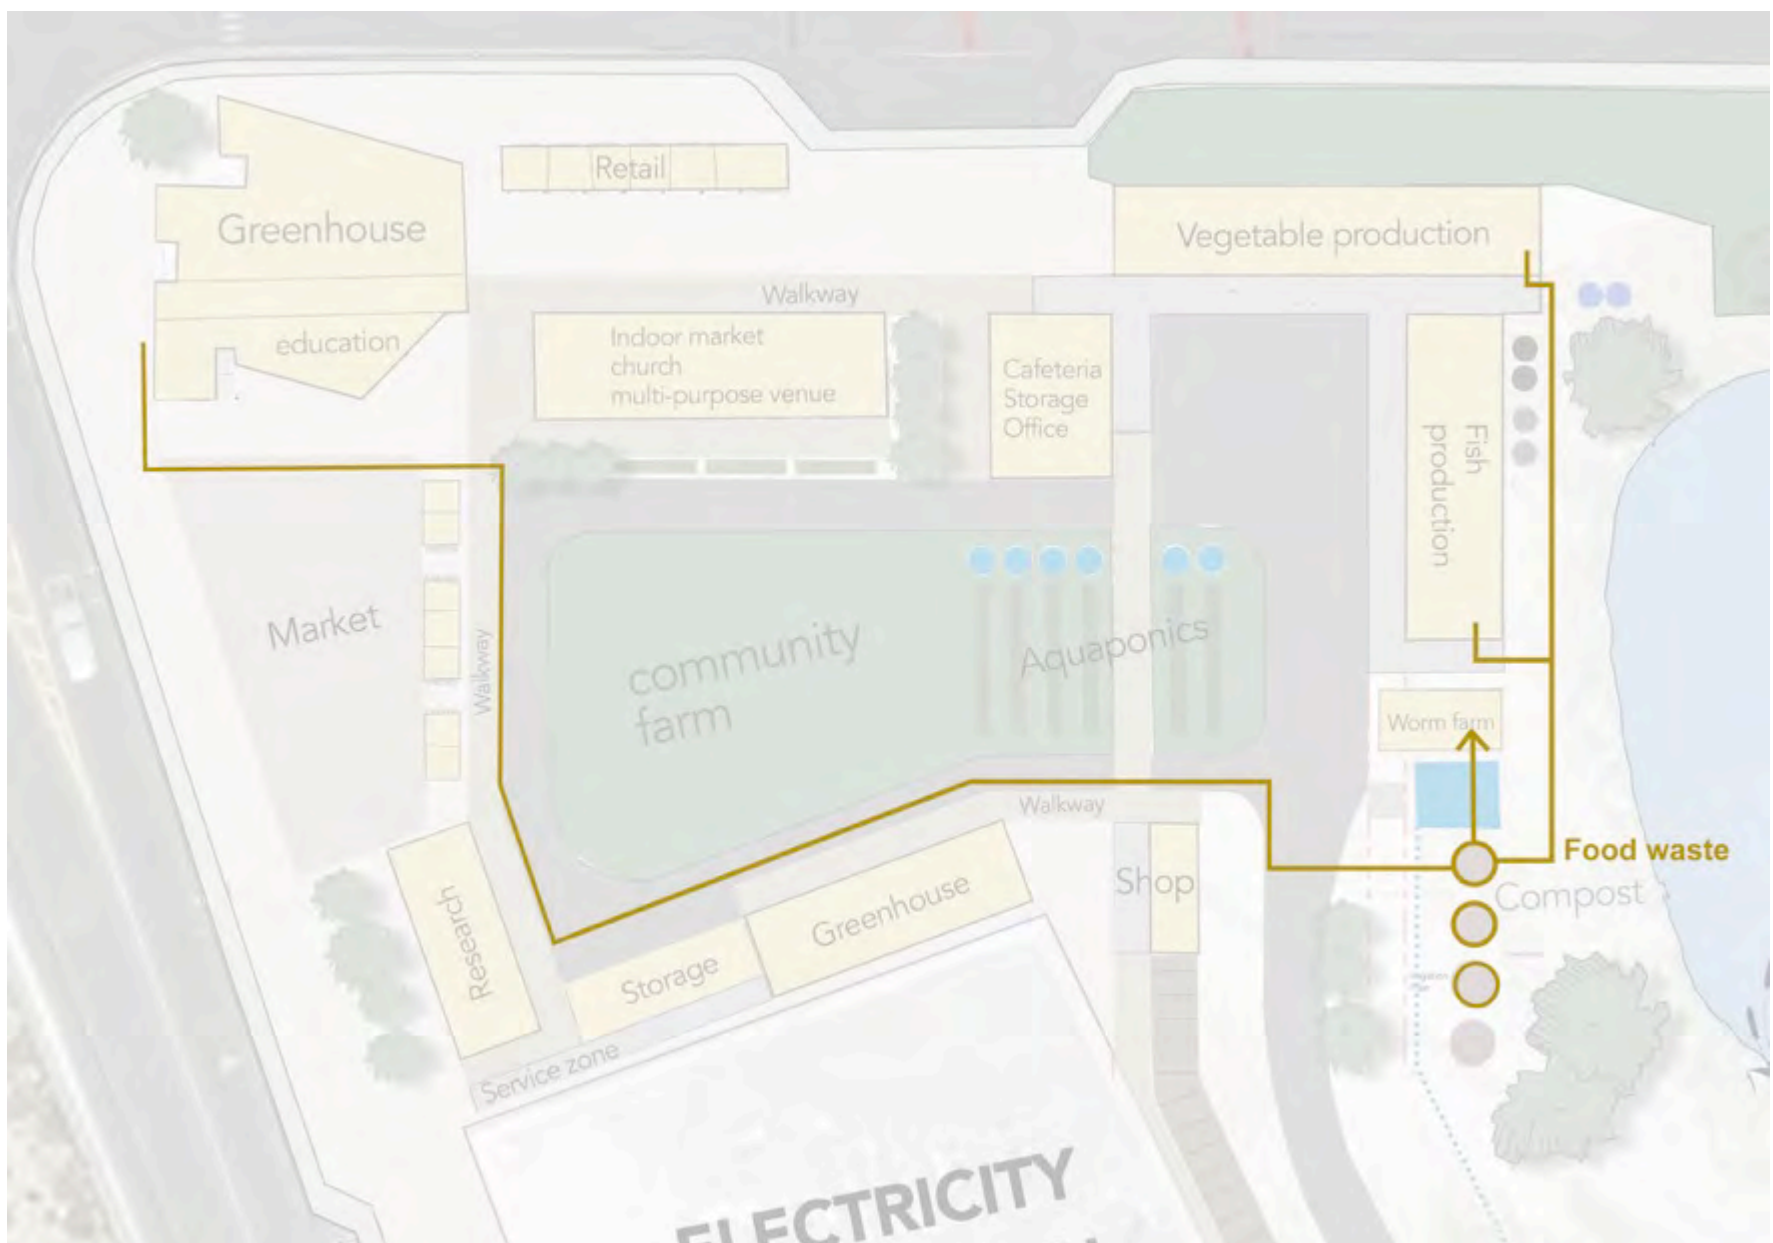 Retail
Greenhouse
Vegetable production
Walkway
education
Indoor market
church
multi-purpose venue
Cafeteria
Storage
Office
Fish
production
Market
Walkway
community
farm
Aquaponics
Worm farm
Walkway
Food waste
Compost
Shop
Greenhouse
Research
Storage
Service zone
ELECTRICITY